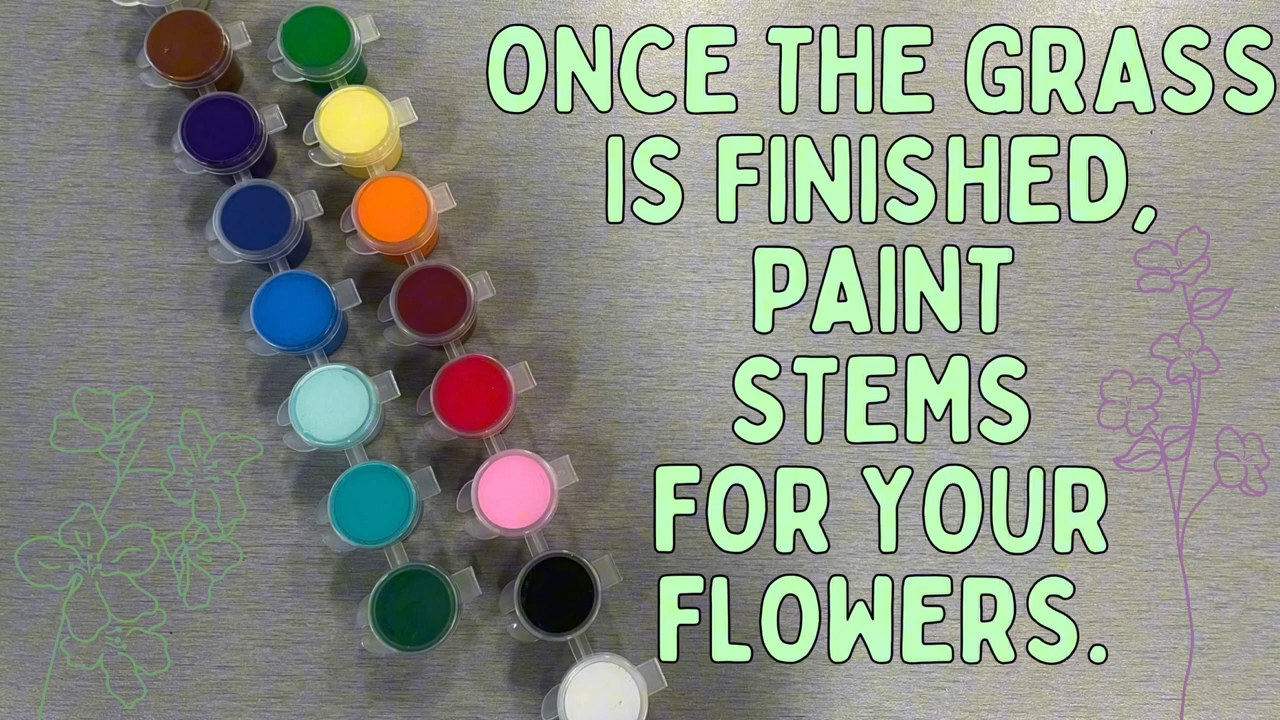 ONCE THE GRASS
IS FINISHED,
PAINT
STEMS
FOR YOUR
FLOWERS.